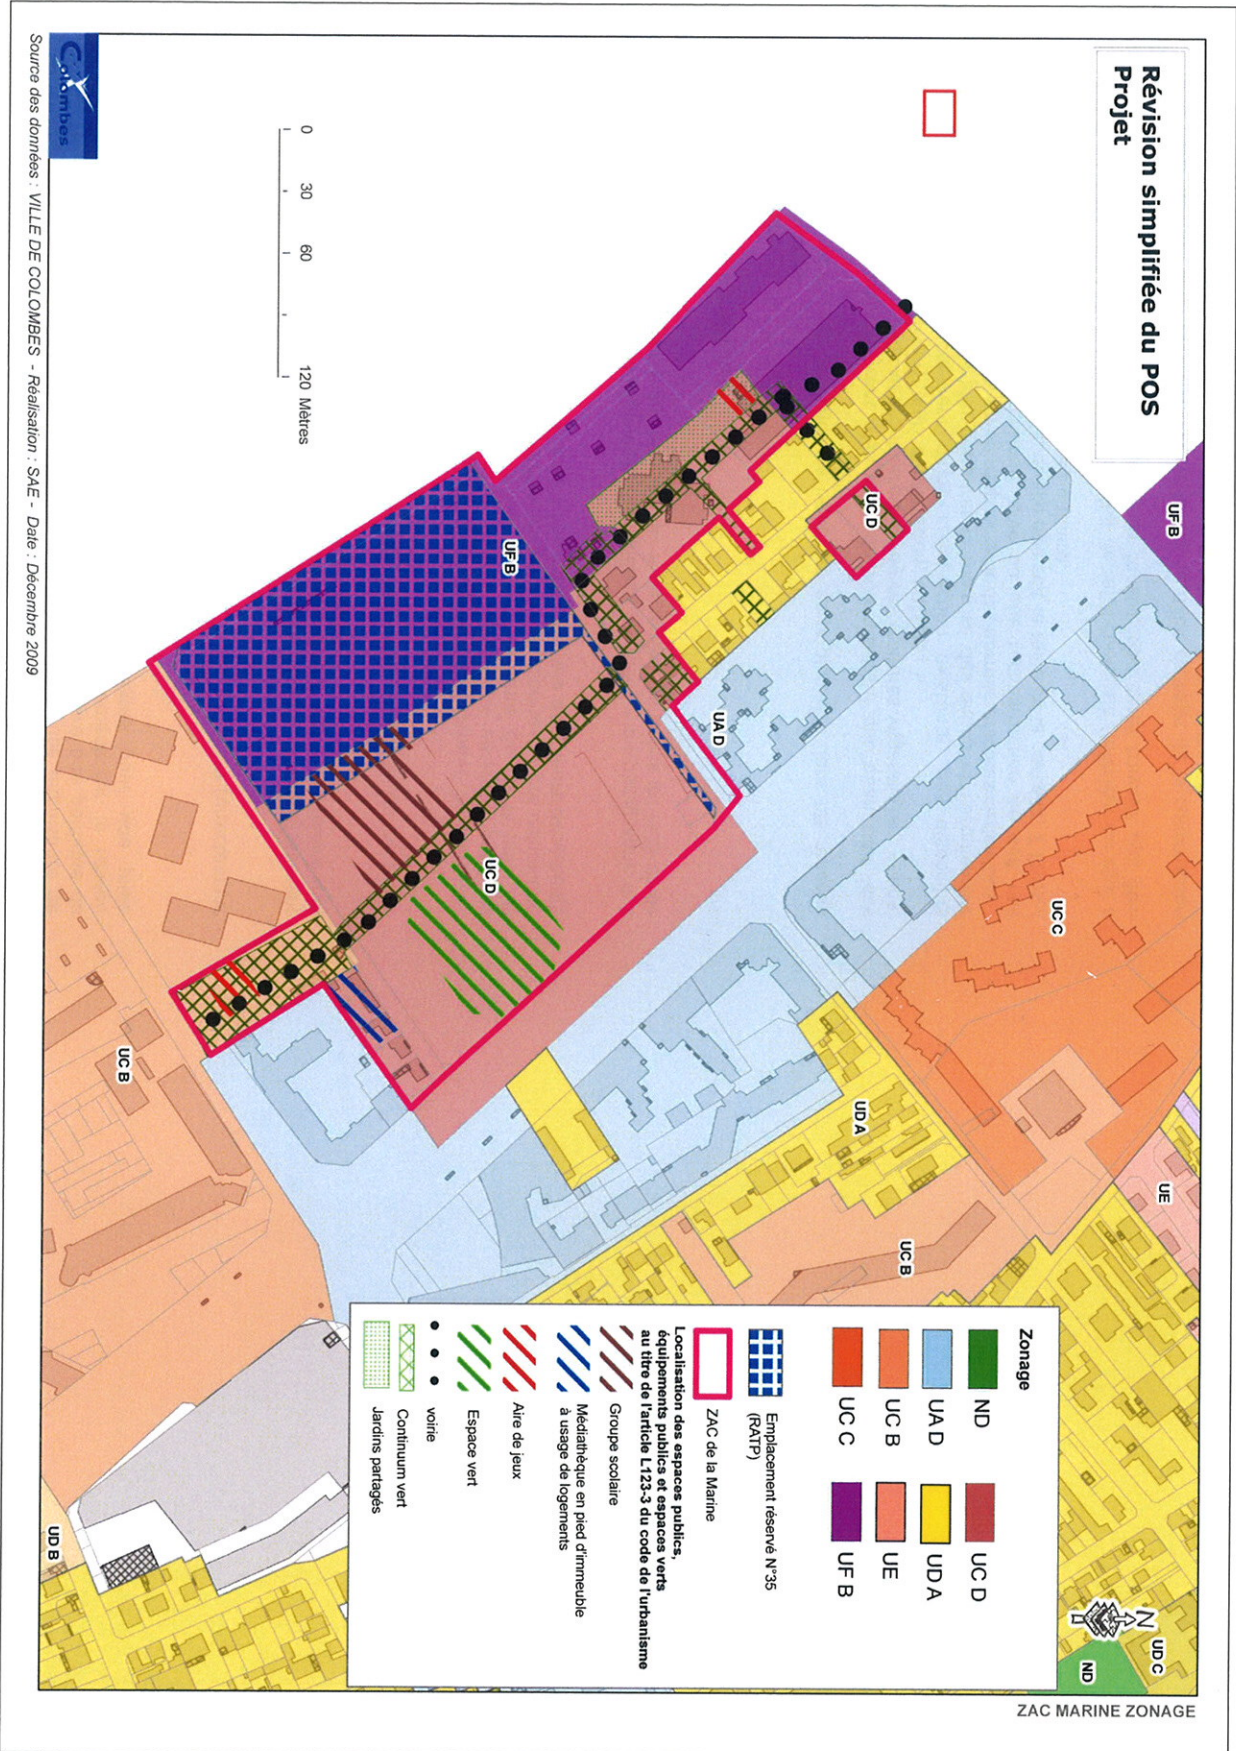 Révision simplifiée du POS
Projet
UF B
UC D
UA D
UF B
UC D
UC C
UC B
UD A
UE
UC B
UD B
UD C
ND
N
Zonage
ND
UA D
UC B
UC C
UC D
UDA
UE
UF B
Emplacement réservé N°35
(RATP)
ZAC de la Marine
Localisation des espaces publics,
équipements publics et espaces verts
au titre de l'article L123-3 du code de l'urbanisme
Groupe scolaire
Médiathèque en pied d'immeuble
à usage de logements
Aire de jeux
Espace vert
voirie
Continuum vert
Jardins partagés
0 30 60 120 Mètres
Colombes
Source des données : VILLE DE COLOMBES - Réalisation : SAE - Date : Décembre 2009
ZAC MARINE ZONAGE